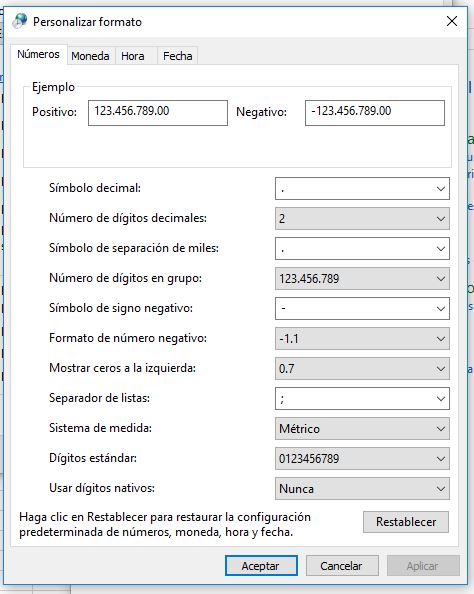 Personalizar formato
Números Moneda Hora Fecha
Ejemplo
Positivo: 123.456.789.00 Negativo: -123.456.789.00
Símbolo decimal: .
Número de dígitos decimales: 2
Símbolo de separación de miles: .
Número de dígitos en grupo: 123.456.789
Símbolo de signo negativo: -
Formato de número negativo: -1.1
Mostrar ceros a la izquierda: 0.7
Separador de listas: ;
Sistema de medida: Métrico
Dígitos estándar: 0123456789
Usar dígitos nativos: Nunca
Haga clic en Restablecer para restaurar la configuración
predeterminada de números, moneda, hora y fecha.
Restablecer
Aceptar Cancelar Aplicar